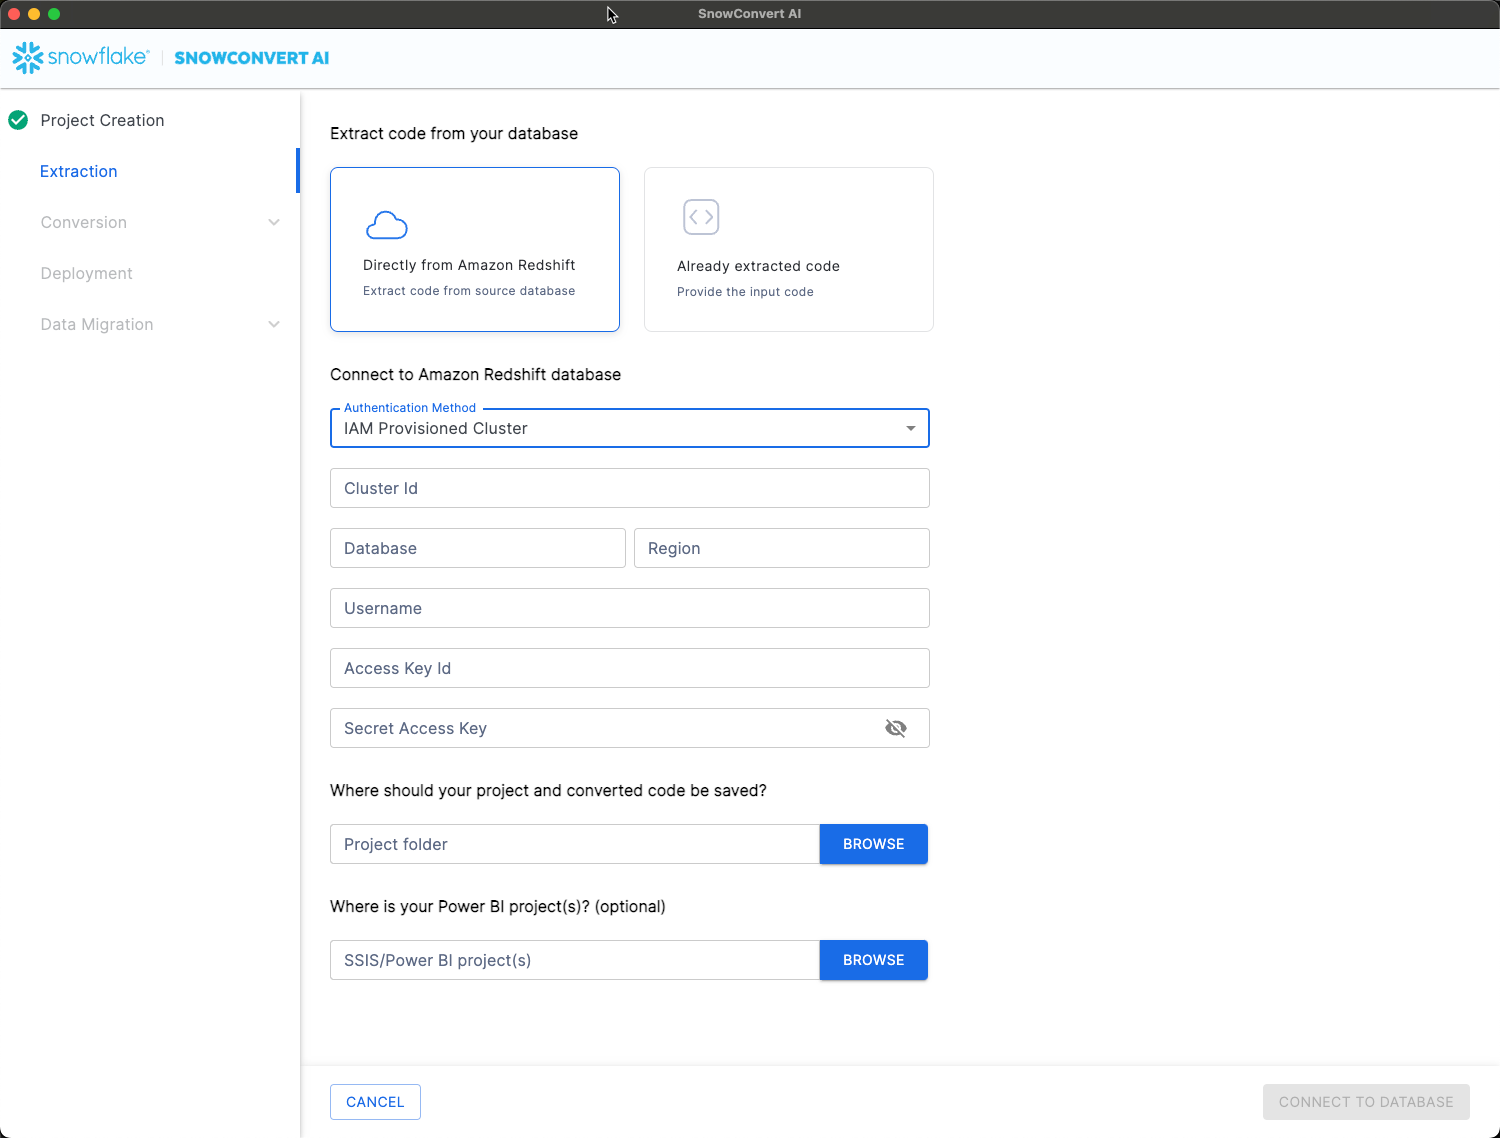 SnowConvert AI
snowflake SNOWCONVERT AI
Project Creation
Extraction
Conversion
Deployment
Data Migration
Extract code from your database
Directly from Amazon Redshift
Extract code from source database
Already extracted code
Provide the input code
Connect to Amazon Redshift database
Authentication Method
IAM Provisioned Cluster
Cluster Id
Database
Region
Username
Access Key Id
Secret Access Key
Where should your project and converted code be saved?
Project folder
BROWSE
Where is your Power BI project(s)? (optional)
SSIS/Power BI project(s)
BROWSE
CANCEL
CONNECT TO DATABASE